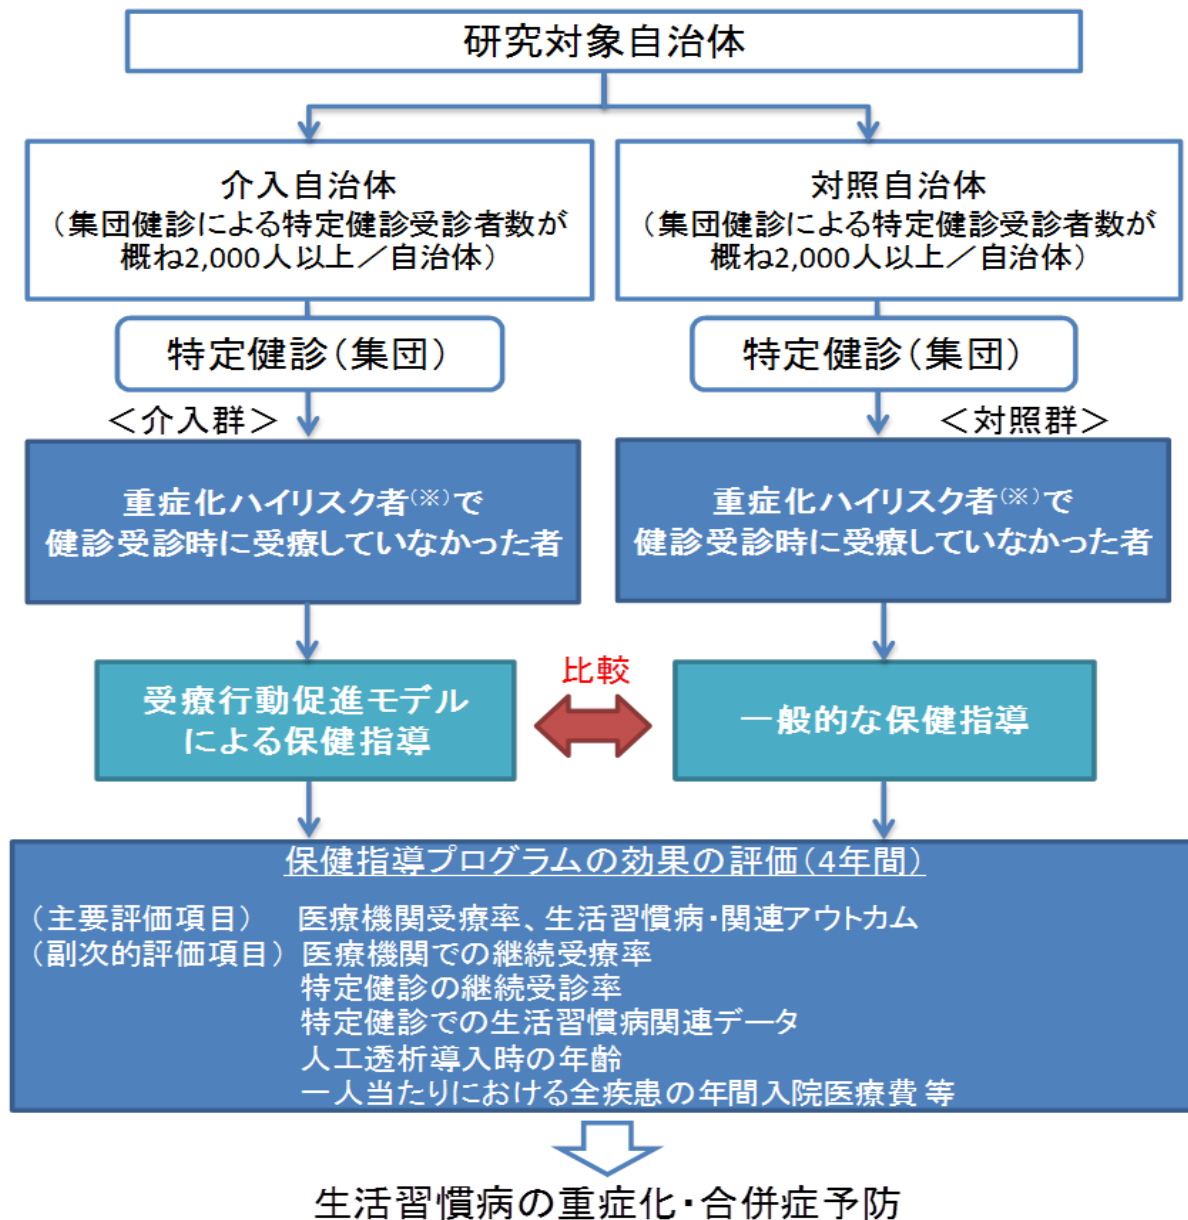 研究対象自治体
介入自治体
（集団健診による特定健診受診者数が
概ね2,000人以上／自治体）
対照自治体
（集団健診による特定健診受診者数が
概ね2,000人以上／自治体）
特定健診（集団）
特定健診（集団）
＜介入群＞
＜対照群＞
重症化ハイリスク者(※)で
健診受診時に受療していなかった者
重症化ハイリスク者(※)で
健診受診時に受療していなかった者
受療行動促進モデル
による保健指導
比較
一般的な保健指導
保健指導プログラムの効果の評価（4年間）
（主要評価項目） 医療機関受療率、生活習慣病・関連アウトカム
（副次的評価項目） 医療機関での継続受療率
特定健診の継続受診率
特定健診での生活習慣病関連データ
人工透析導入時の年齢
一人当たりにおける全疾患の年間入院医療費 等
生活習慣病の重症化・合併症予防